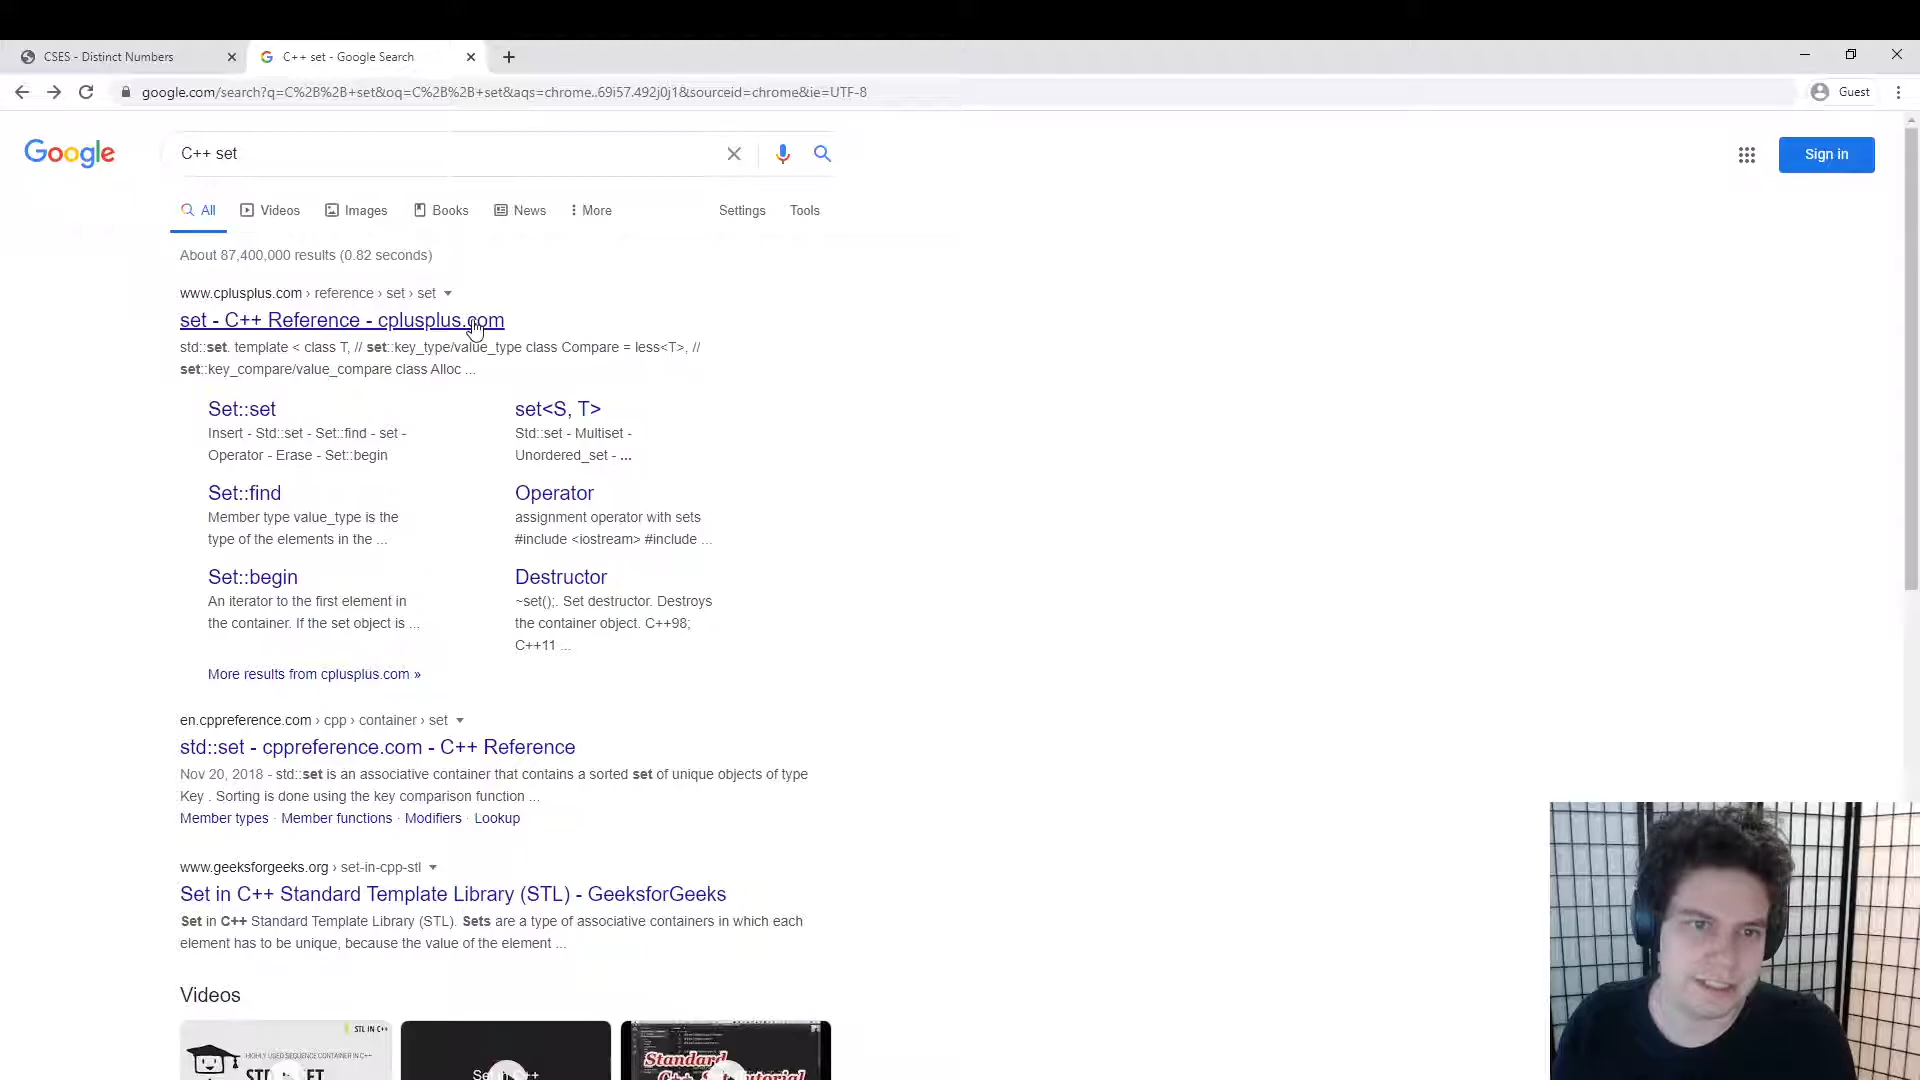 CSES - Distinct Numbers
C++ set - Google Search
google.com/search?q=C%2B%2B+set&oq=C%2B%2B+set&aqs=chrome..69i57.492j0j1&sourceid=chrome&ie=UTF-8
Guest
Google
C++ set
Sign in
All
Videos
Images
Books
News
More
Settings
Tools
About 87,400,000 results (0.82 seconds)
www.cplusplus.com › reference › set › set
set - C++ Reference - cplusplus.com
std::set. template < class T, // set::key_type/value_type class Compare = less<T>, //
set::key_compare/value_compare class Alloc ...
Set::set
Insert - Std::set - Set::find - set -
Operator - Erase - Set::begin
set<S, T>
Std::set - Multiset -
Unordered_set - ...
Set::find
Member type value_type is the
type of the elements in the ...
Operator
assignment operator with sets
#include <iostream> #include ...
Set::begin
An iterator to the first element in
the container. If the set object is ...
Destructor
~set();. Set destructor. Destroys
the container object. C++98;
C++11 ...
More results from cplusplus.com »
en.cppreference.com › cpp › container › set
std::set - cppreference.com - C++ Reference
Nov 20, 2018 - std::set is an associative container that contains a sorted set of unique objects of type
Key . Sorting is done using the key comparison function ...
Member types · Member functions · Modifiers · Lookup
www.geeksforgeeks.org › set-in-cpp-stl
Set in C++ Standard Template Library (STL) - GeeksforGeeks
Set in C++ Standard Template Library (STL). Sets are a type of associative containers in which each
element has to be unique, because the value of the element ...
Videos
STL IN C++
HIGHLY USED SEQUENCE CONTAINER IN C++
Standard